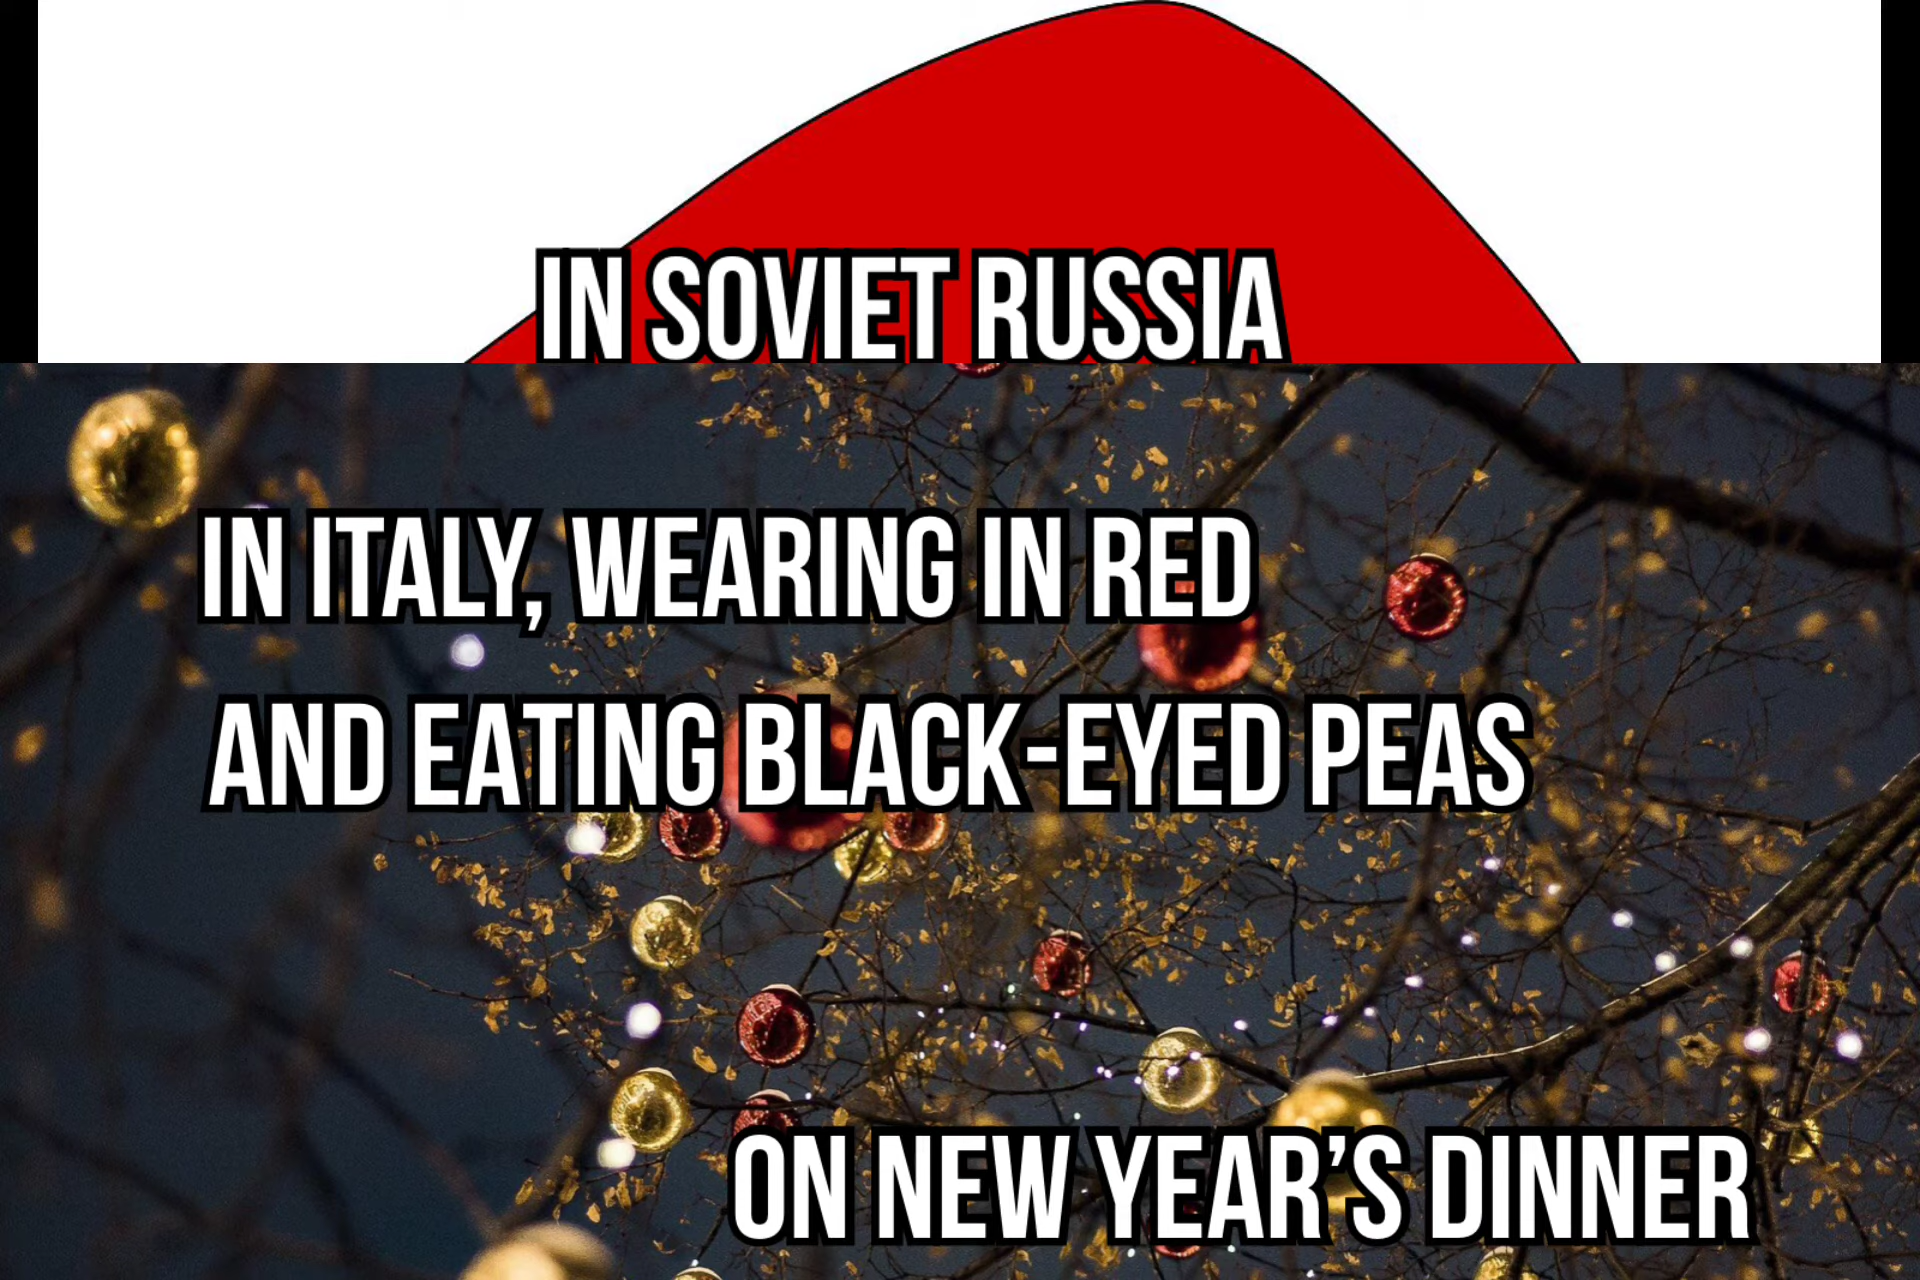 IN SOVIET RUSSIA
IN ITALY, WEARING IN RED
AND EATING BLACK-EYED PEAS
ON NEW YEAR'S DINNER